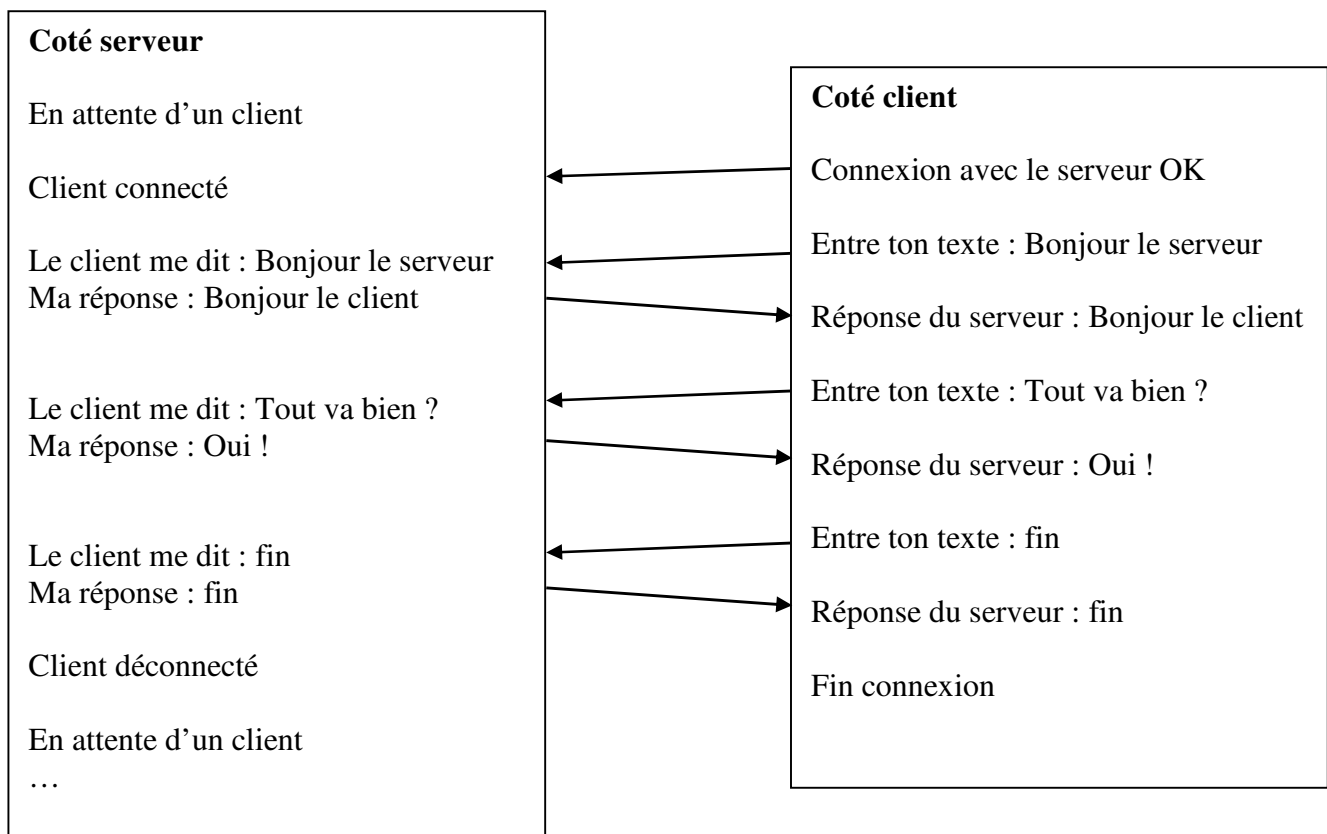 Coté serveur
En attente d’un client
Client connecté
Le client me dit : Bonjour le serveur
Ma réponse : Bonjour le client
Le client me dit : Tout va bien ?
Ma réponse : Oui !
Le client me dit : fin
Ma réponse : fin
Client déconnecté
En attente d’un client
…
Coté client
Connexion avec le serveur OK
Entre ton texte : Bonjour le serveur
Réponse du serveur : Bonjour le client
Entre ton texte : Tout va bien ?
Réponse du serveur : Oui !
Entre ton texte : fin
Réponse du serveur : fin
Fin connexion